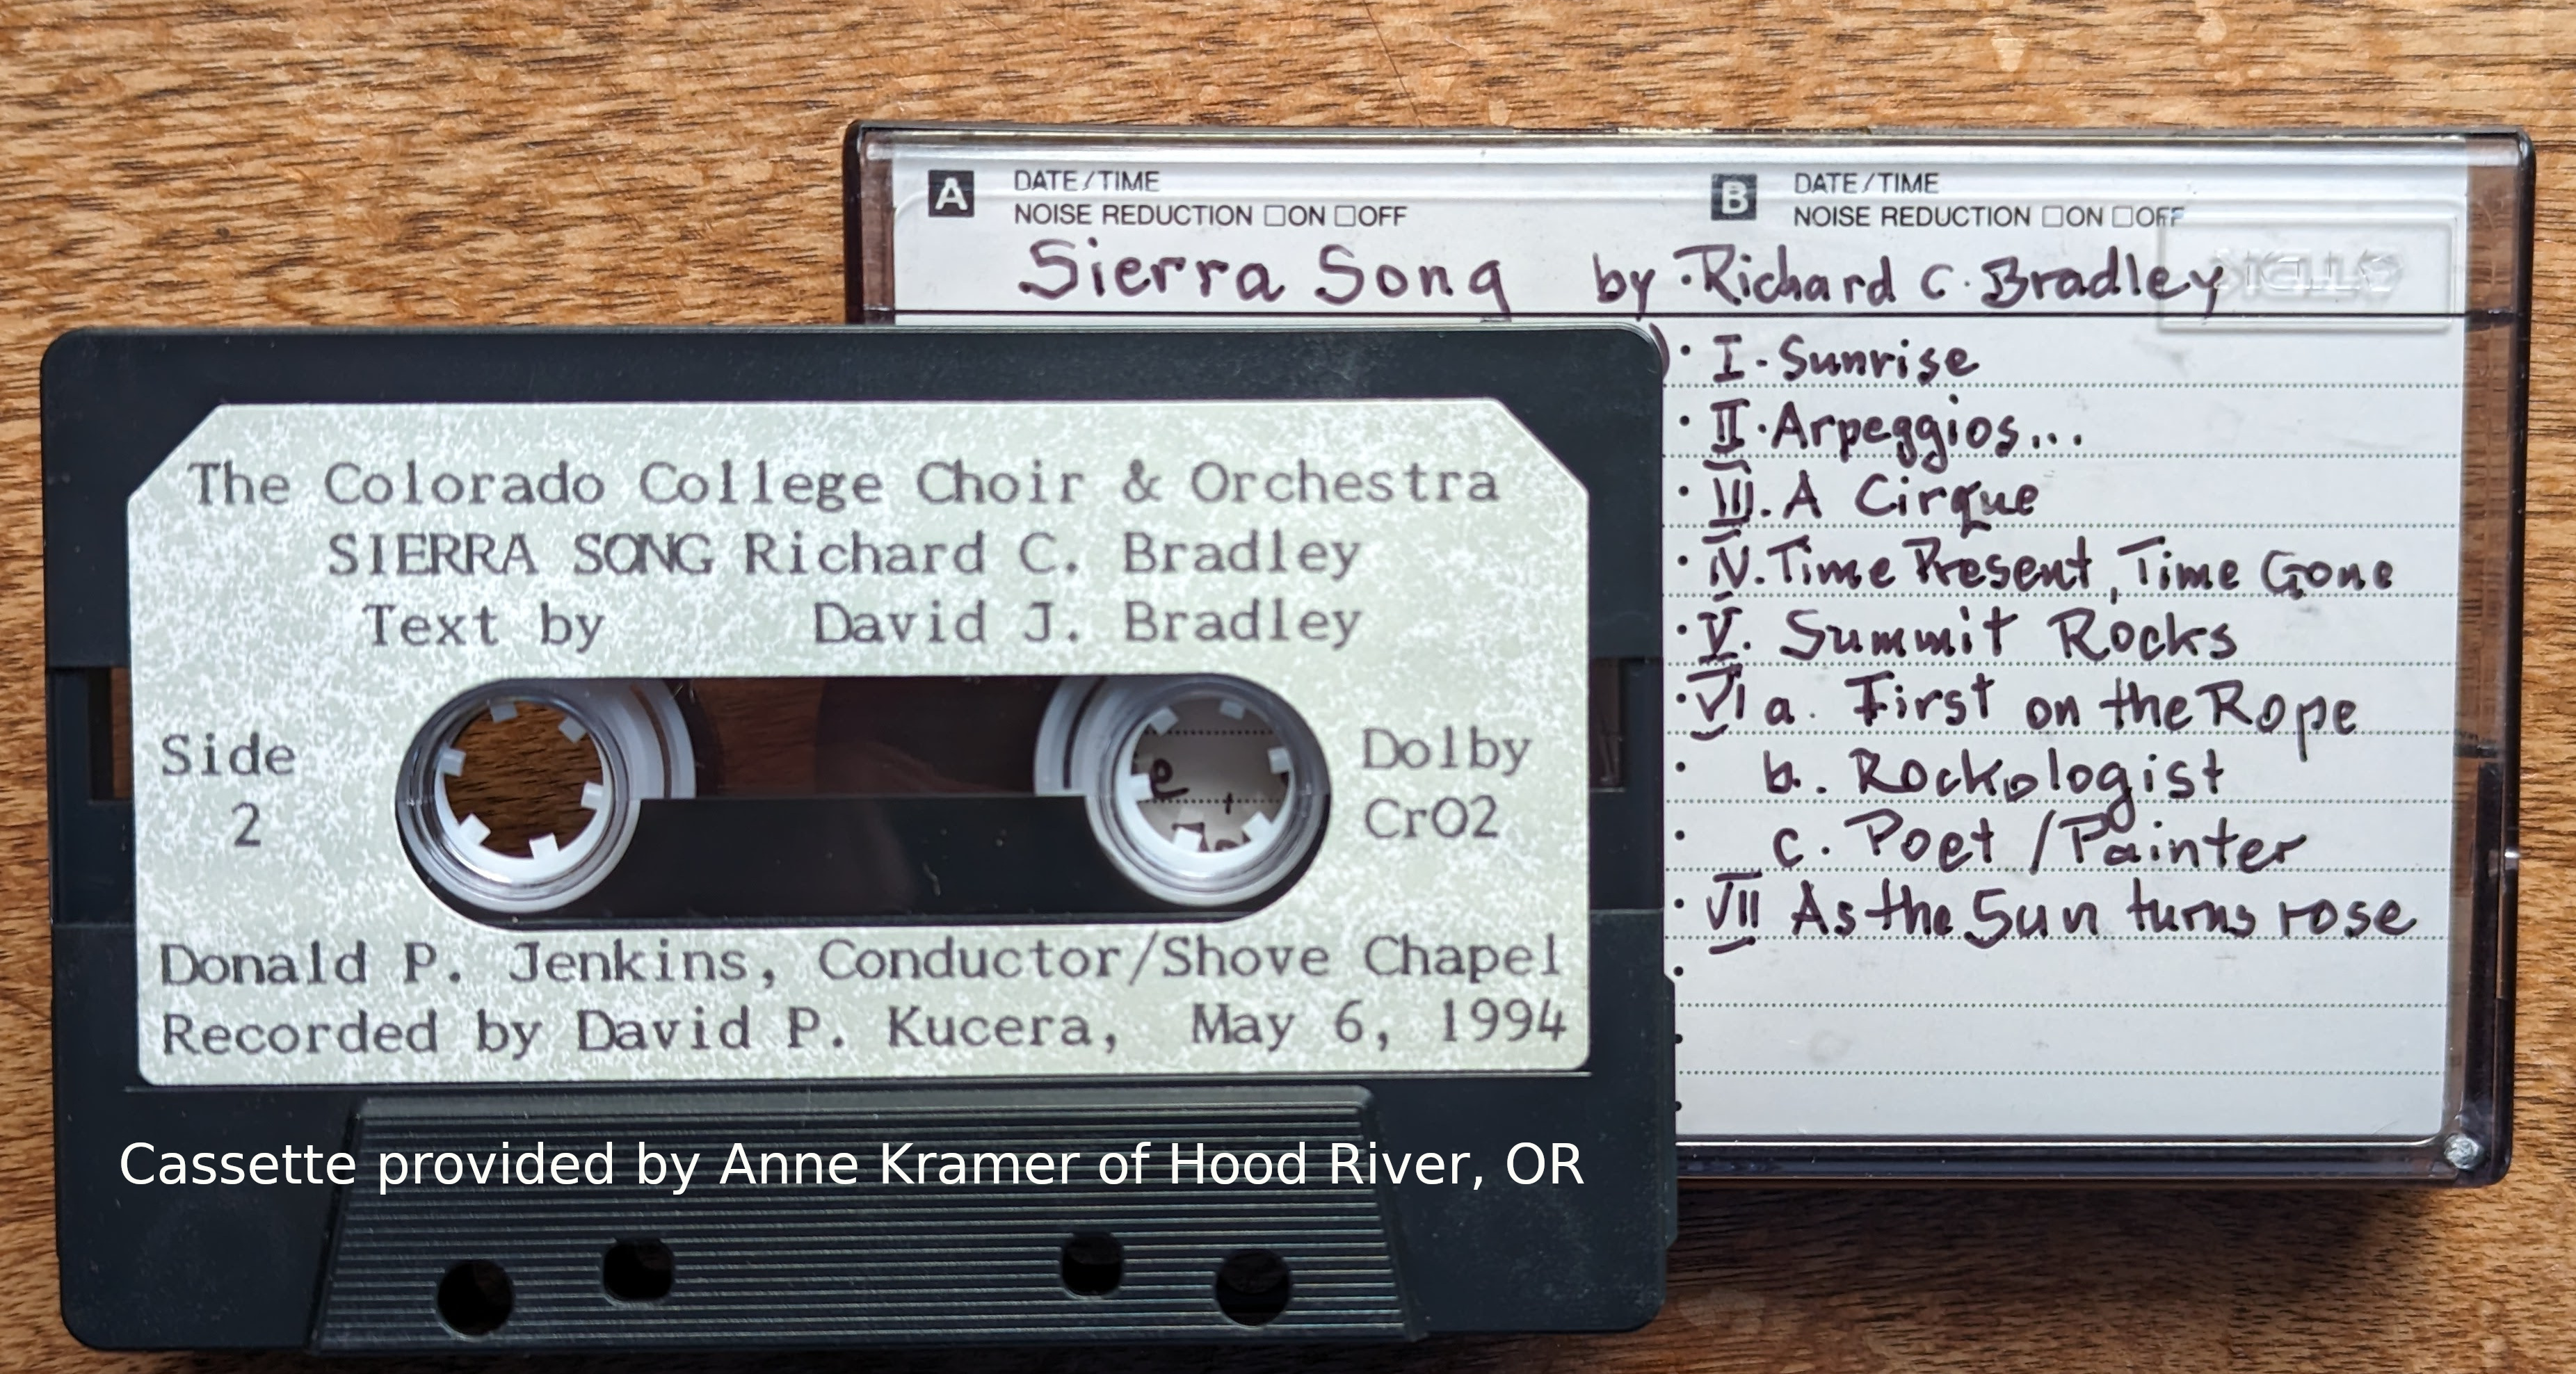 A DATE/TIME
NOISE REDUCTION □ON □OFF
B DATE/TIME
NOISE REDUCTION □ON □OFF
Sierra Song by Richard C. Bradley
I. Sunrise
II. Arpeggios...
III. A Cirque
IV. Time Present, Time Gone
V. Summit Rocks
VI a. First on the Rope
b. Rockologist
c. Poet / Painter
VII As the Sun turns rose
The Colorado College Choir & Orchestra
SIERRA SONG Richard C. Bradley
Text by David J. Bradley
Side
2
Dolby
CrO2
Donald P. Jenkins, Conductor/Shove Chapel
Recorded by David P. Kucera, May 6, 1994
Cassette provided by Anne Kramer of Hood River, OR